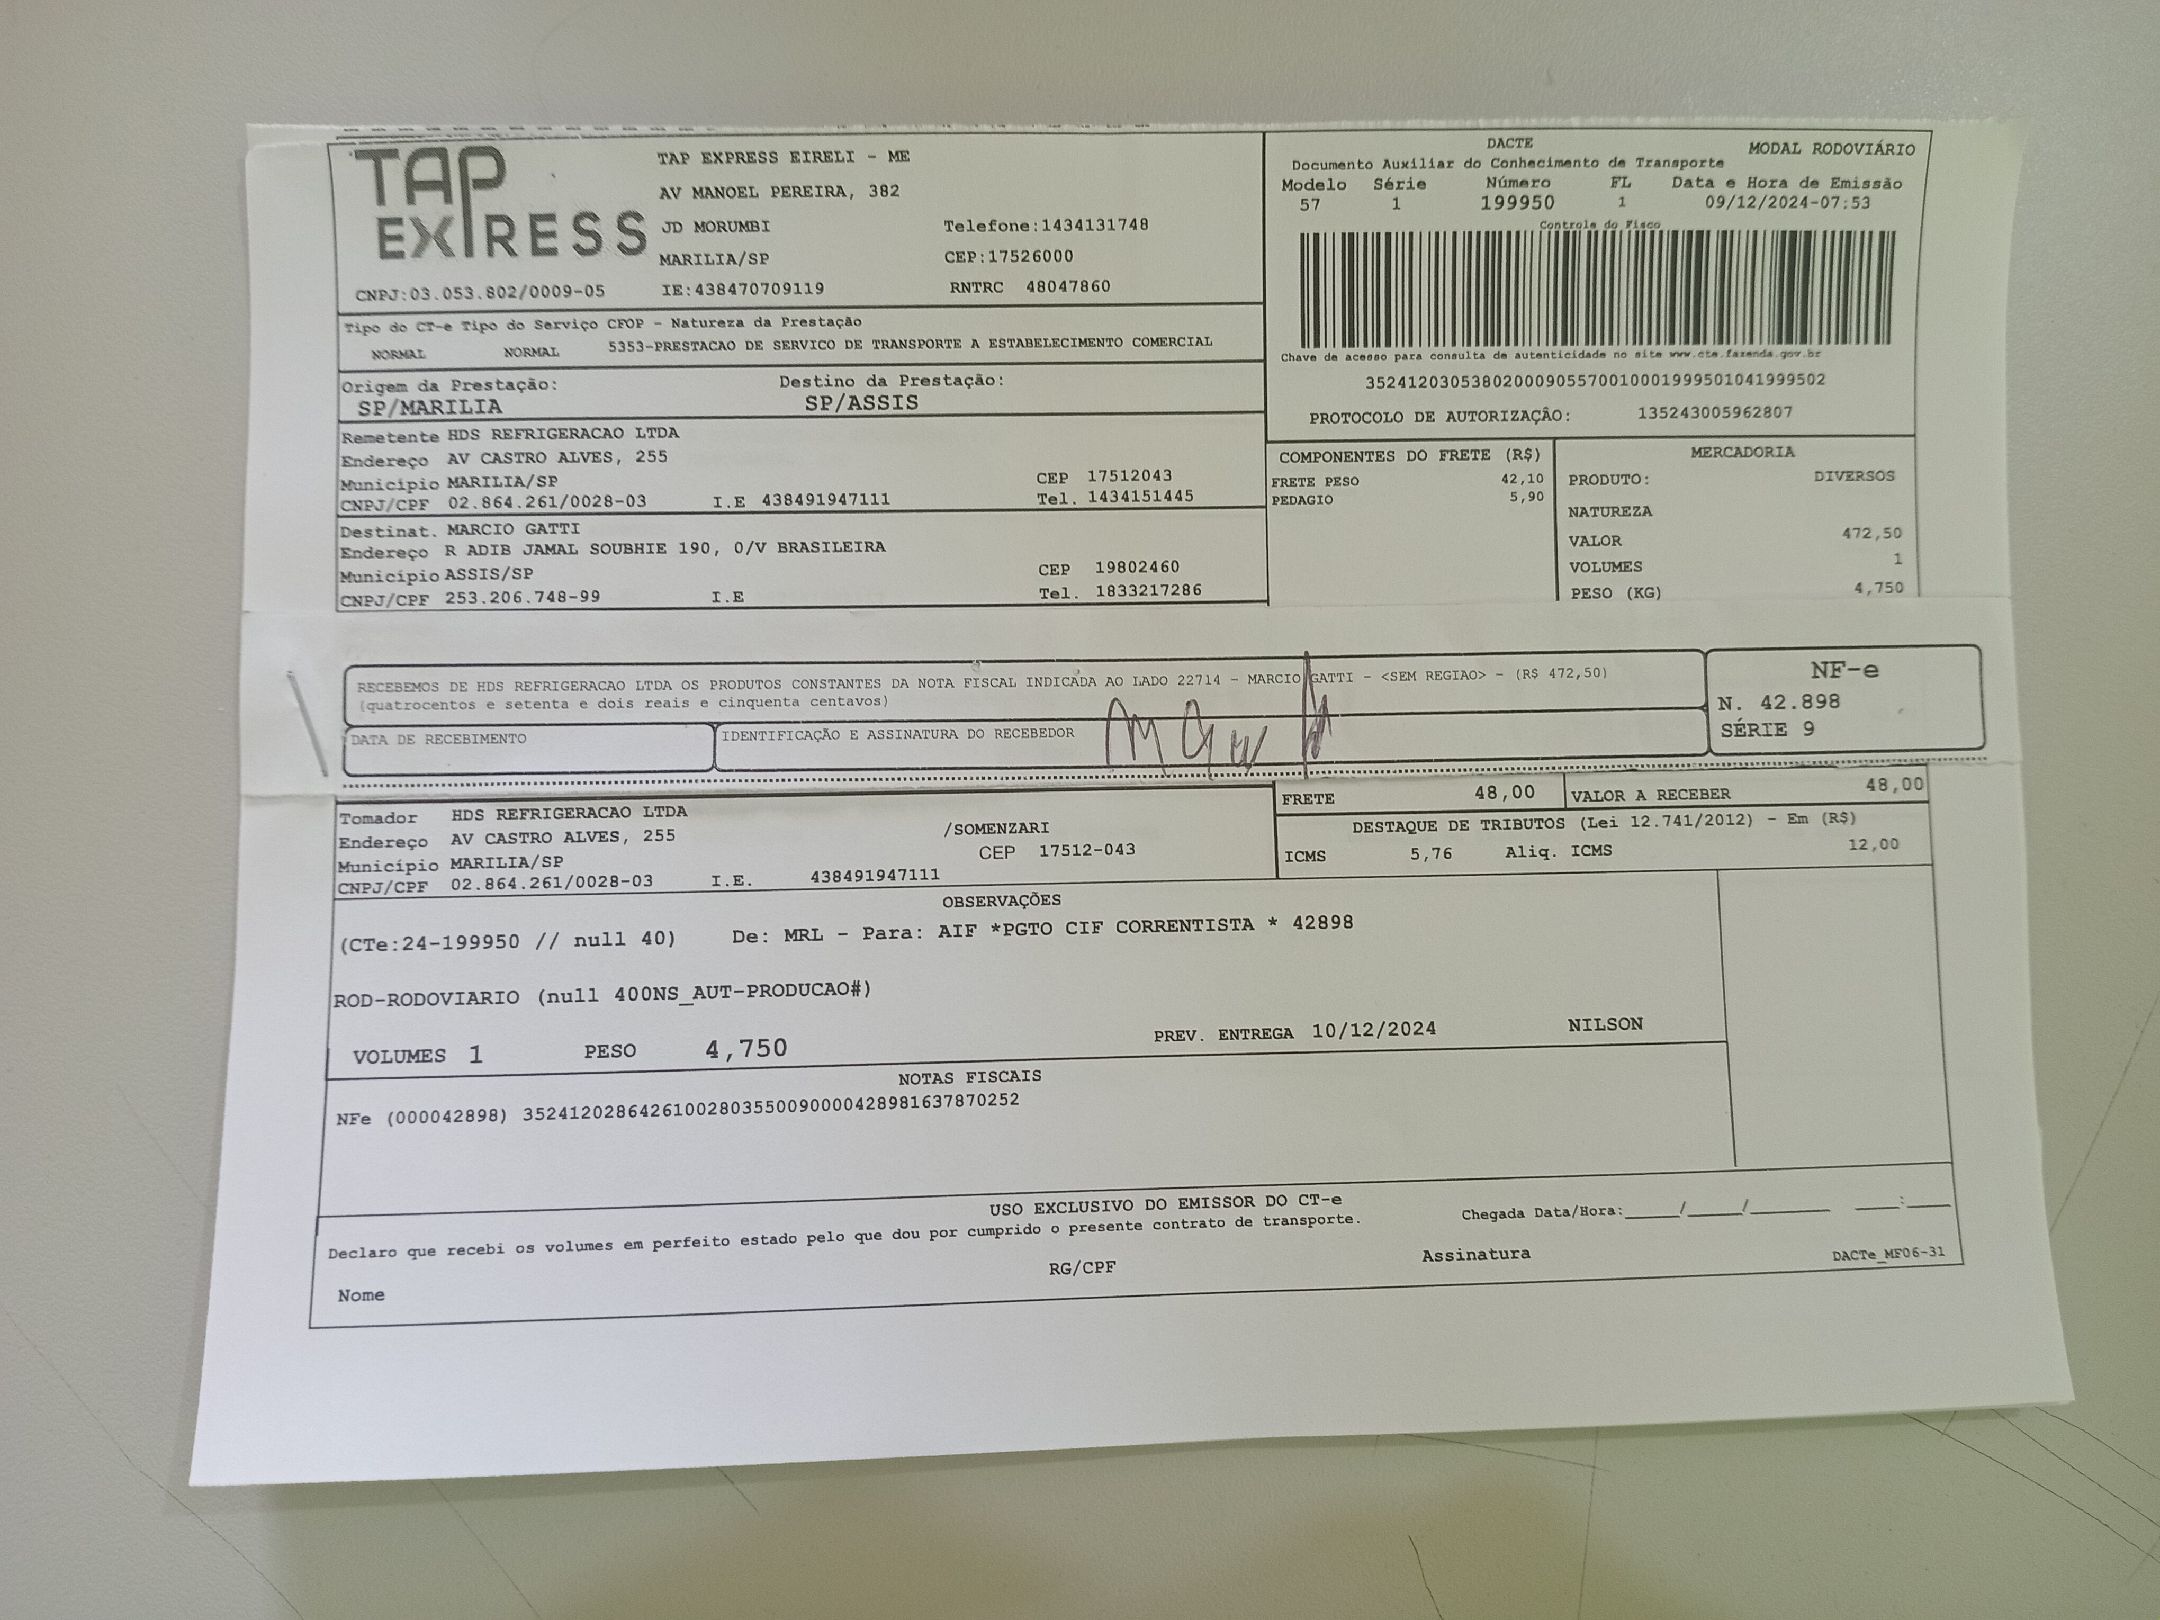 TAP EXPRESS
TAP EXPRESS EIRELI - ME
AV MANOEL PEREIRA, 382
JD MORUMBI Telefone:1434131748
MARILIA/SP CEP:17526000
CNPJ:03.053.802/0009-05 IE:438470709119 RNTRC 48047860
DACTE MODAL RODOVIÁRIO
Documento Auxiliar do Conhecimento de Transporte
Modelo Série Número FL Data e Hora de Emissão
57 1 199950 1 09/12/2024-07:53
Controle do Fisco
Chave de acesso para consulta de autenticidade no site www.cte.fazenda.gov.br
35241203053802000905570010001999501041999502
PROTOCOLO DE AUTORIZAÇÃO: 135243005962807
Tipo do CT-e Tipo do Serviço CFOP - Natureza da Prestação
NORMAL NORMAL 5353-PRESTACAO DE SERVICO DE TRANSPORTE A ESTABELECIMENTO COMERCIAL
Origem da Prestação: Destino da Prestação:
SP/MARILIA SP/ASSIS
Remetente HDS REFRIGERACAO LTDA
Endereço AV CASTRO ALVES, 255
Município MARILIA/SP CEP 17512043
CNPJ/CPF 02.864.261/0028-03 I.E 438491947111 Tel. 1434151445
Destinat. MARCIO GATTI
Endereço R ADIB JAMAL SOUBHIE 190, 0/V BRASILEIRA
Município ASSIS/SP CEP 19802460
CNPJ/CPF 253.206.748-99 I.E Tel. 1833217286
COMPONENTES DO FRETE (R$)
FRETE PESO 42,10
PEDAGIO 5,90
MERCADORIA
PRODUTO: DIVERSOS
NATUREZA
VALOR 472,50
VOLUMES 1
PESO (KG) 4,750
RECEBEMOS DE HDS REFRIGERACAO LTDA OS PRODUTOS CONSTANTES DA NOTA FISCAL INDICADA AO LADO 22714 - MARCIO GATTI - <SEM REGIAO> - (R$ 472,50)
(quatrocentos e setenta e dois reais e cinquenta centavos)
DATA DE RECEBIMENTO IDENTIFICAÇÃO E ASSINATURA DO RECEBEDOR
NF-e
N. 42.898
SÉRIE 9
Tomador HDS REFRIGERACAO LTDA
Endereço AV CASTRO ALVES, 255 /SOMENZARI
Município MARILIA/SP CEP 17512-043
CNPJ/CPF 02.864.261/0028-03 I.E. 438491947111
FRETE 48,00 VALOR A RECEBER 48,00
DESTAQUE DE TRIBUTOS (Lei 12.741/2012) - Em (R$)
ICMS 5,76 Aliq. ICMS 12,00
OBSERVAÇÕES
(CTe:24-199950 // null 40) De: MRL - Para: AIF *PGTO CIF CORRENTISTA * 42898
ROD-RODOVIARIO (null 400NS_AUT-PRODUCAO#)
VOLUMES 1 PESO 4,750 PREV. ENTREGA 10/12/2024 NILSON
NOTAS FISCAIS
NFe (000042898) 35241202864261002803550090000428981637870252
USO EXCLUSIVO DO EMISSOR DO CT-e
Declaro que recebi os volumes em perfeito estado pelo que dou por cumprido o presente contrato de transporte. Chegada Data/Hora:_____/_____/_______ ____:____
Nome RG/CPF Assinatura DACTe_MF06-31